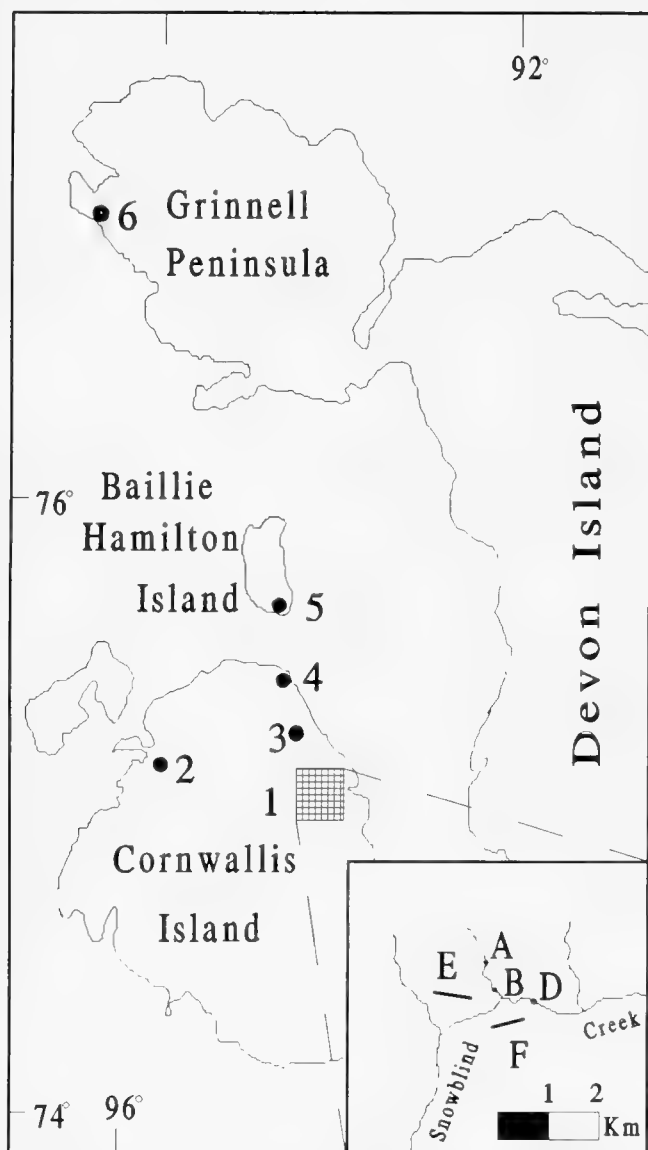 92°
6
Grinnell
Peninsula
76°
Baillie
Hamilton
Island
5
Devon Island
4
3
2
1
Cornwallis
Island
A
E
B
D
F
Creek
Snowblind
1 2
Km
74°
96°